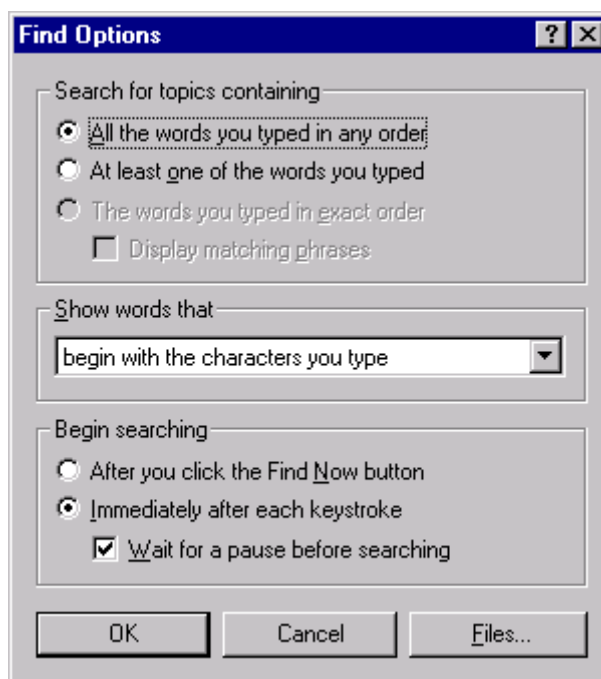 Find Options
Search for topics containing
All the words you typed in any order
At least one of the words you typed
The words you typed in exact order
Display matching phrases
Show words that
begin with the characters you type
Begin searching
After you click the Find Now button
Immediately after each keystroke
Wait for a pause before searching
OK Cancel Files...